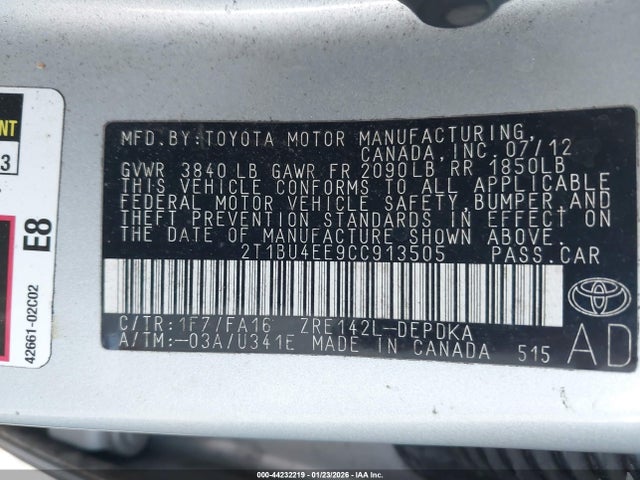 MFD.BY:TOYOTA MOTOR MANUFACTURING,
CANADA, INC. 07/12
GVWR 3840 LB GAWR FR 2090LB RR 1850LB
THIS VEHICLE CONFORMS TO ALL APPLICABLE
FEDERAL MOTOR VEHICLE SAFETY, BUMPER, AND
THEFT PREVENTION STANDARDS IN EFFECT ON
THE DATE OF MANUFACTURE SHOWN ABOVE.
2T1BU4EE9CC913505 PASS.CAR
C/TR:1F7/FA16 ZRE142L-DEPDKA
A/TM:-03A/U341E MADE IN CANADA 515
AD
NT
3
E8
42661-02C02
000-44232219 - 01/23/2026 - IAA Inc.